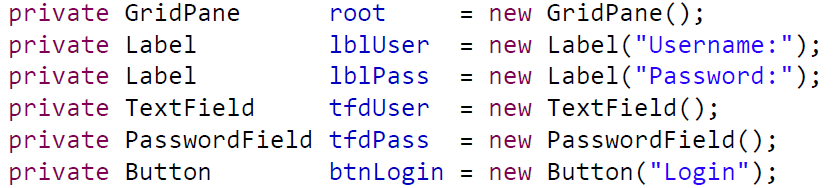 private GridPane      root     = new GridPane();
private Label         lblUser  = new Label("Username:");
private Label         lblPass  = new Label("Password:");
private TextField     tfdUser  = new TextField();
private PasswordField tfdPass  = new PasswordField();
private Button        btnLogin = new Button("Login");